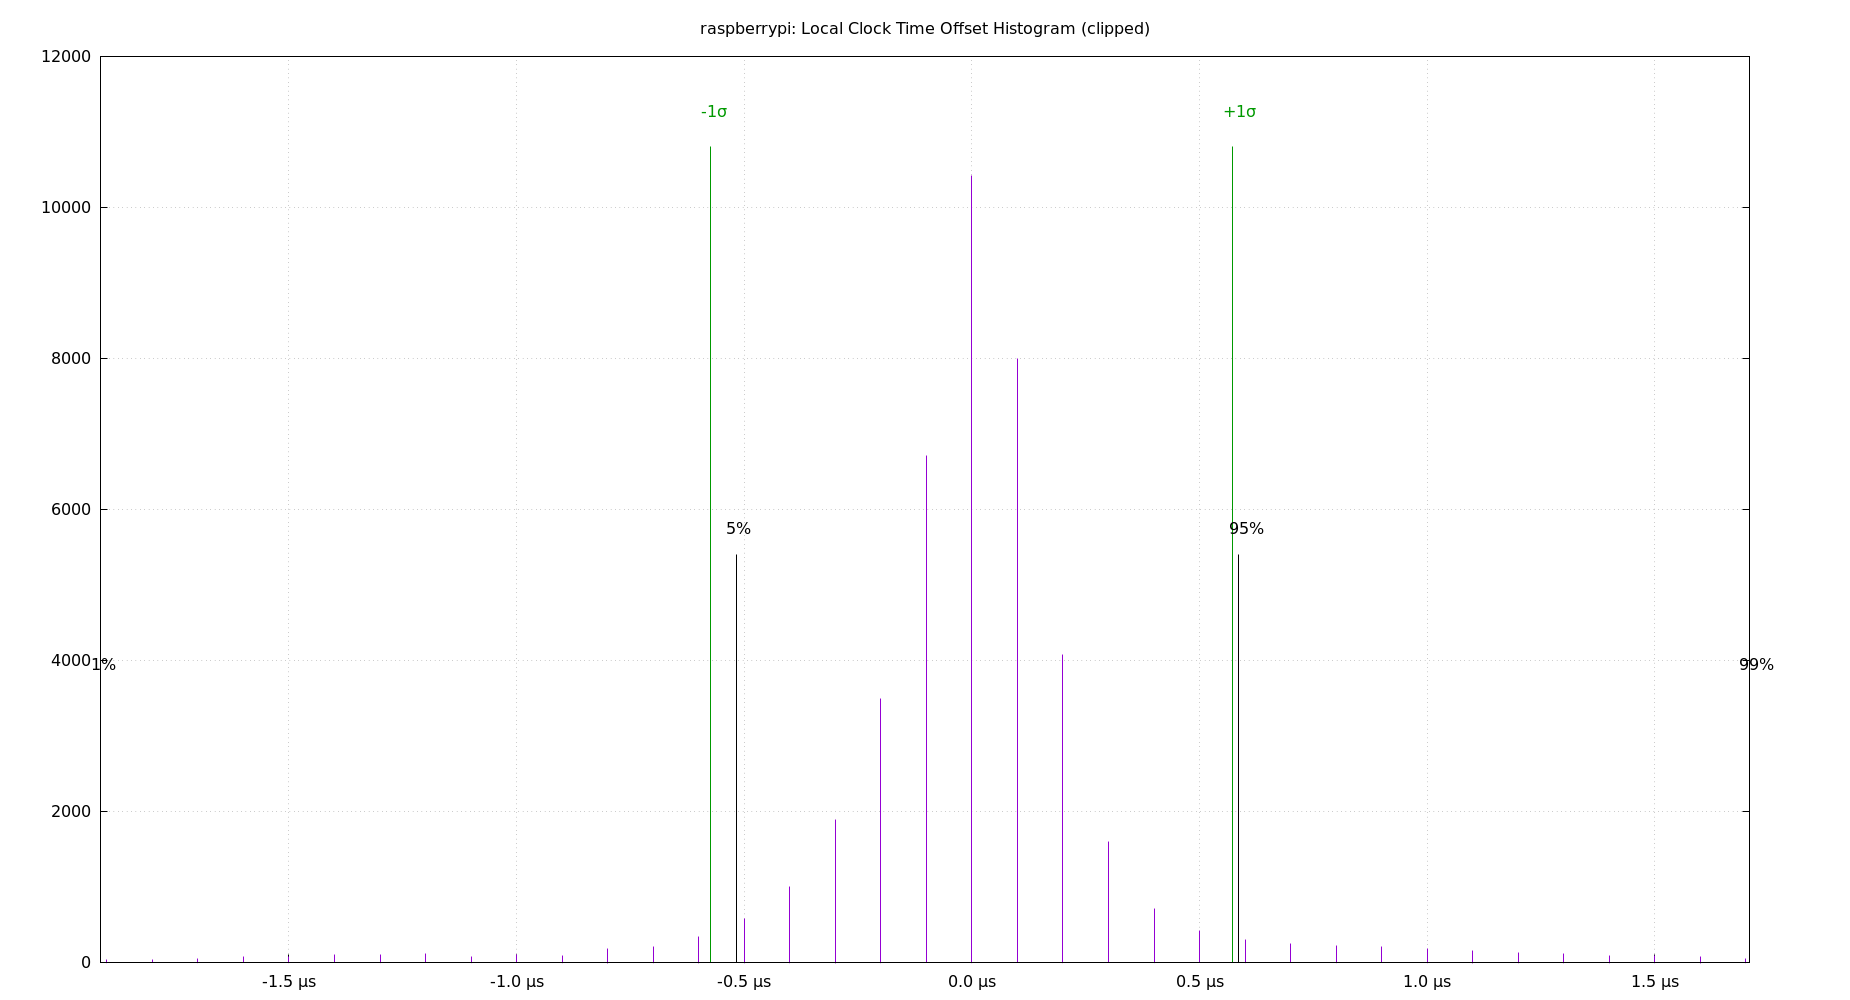 raspberrypi: Local Clock Time Offset Histogram (clipped)
12000
-1σ
+1σ
10000
8000
6000
5%
95%
4000
1%
99%
2000
0
-1.5 µs
-1.0 µs
-0.5 µs
0.0 µs
0.5 µs
1.0 µs
1.5 µs